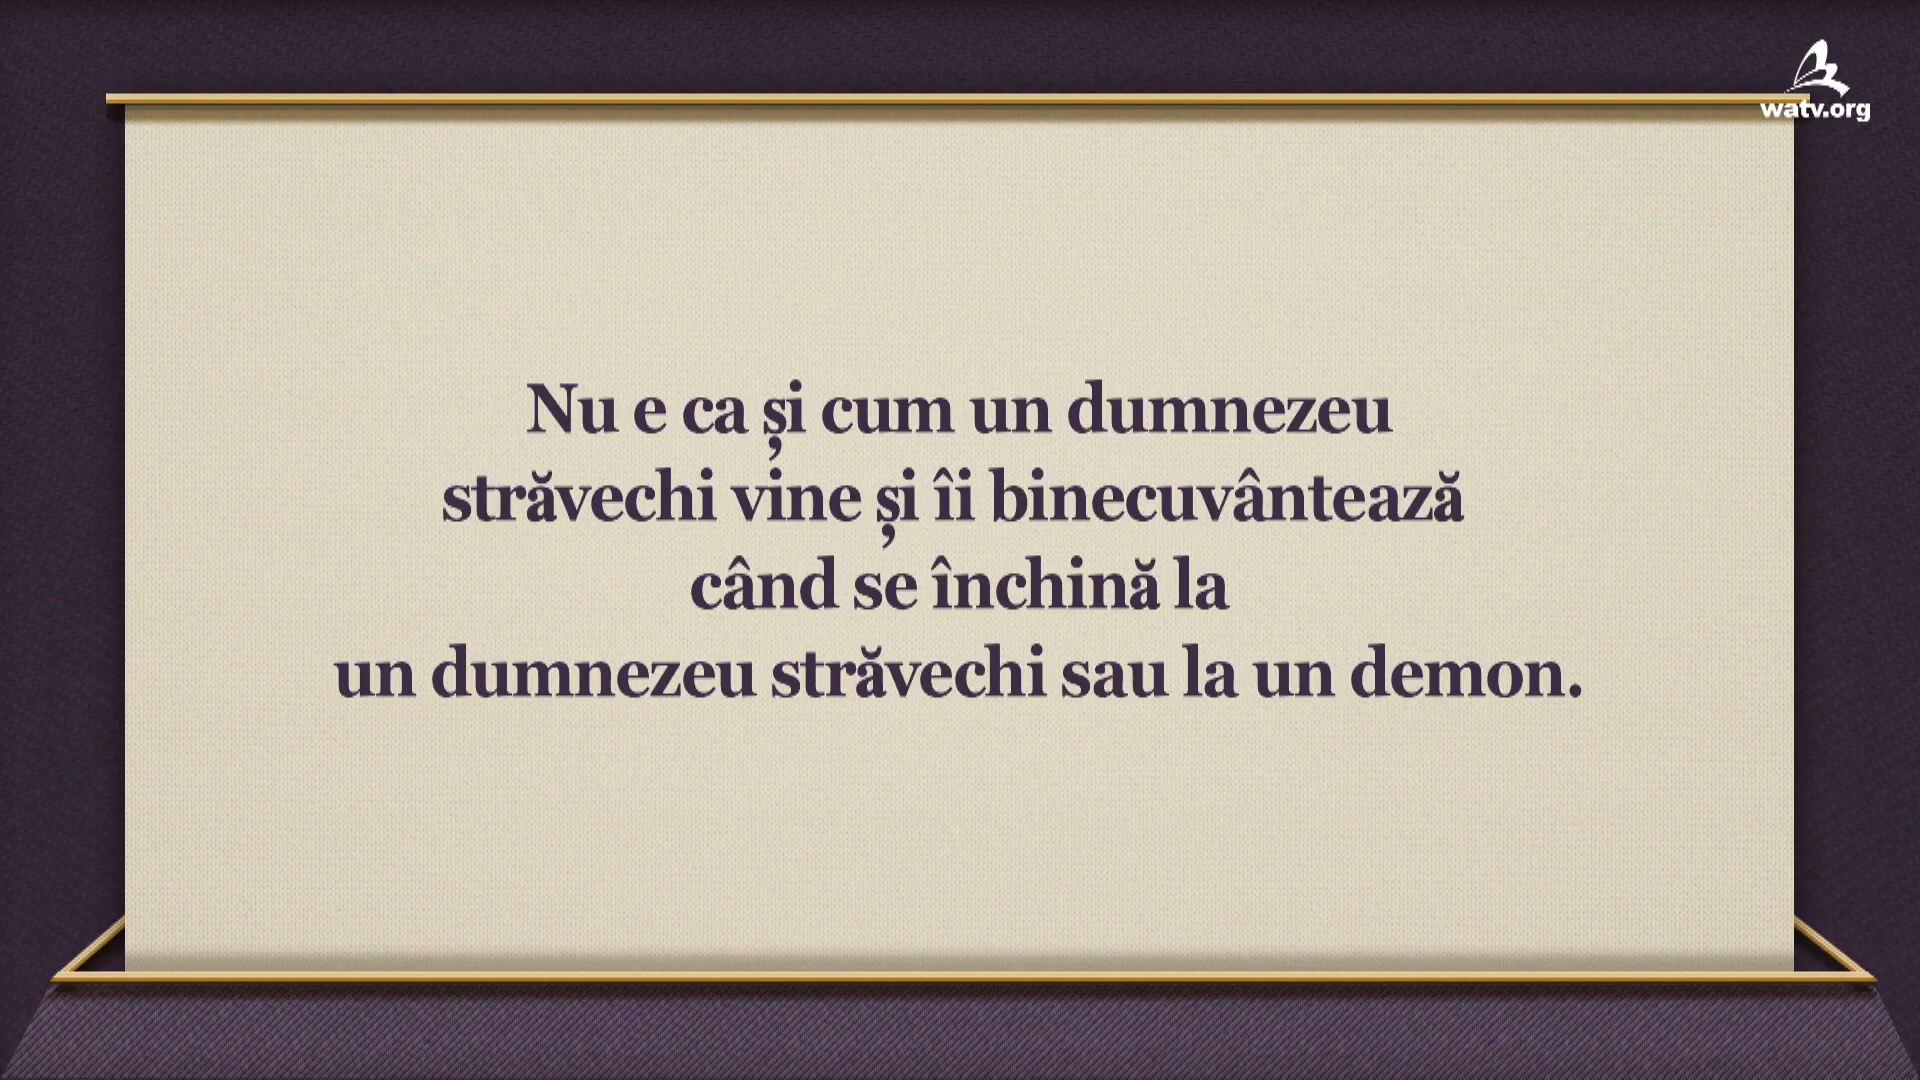 watv.org
Nu e ca și cum un dumnezeu
străvechi vine și îi binecuvântează
când se închină la
un dumnezeu străvechi sau la un demon.